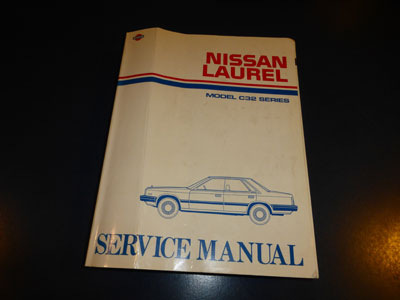 NISSAN
LAUREL
MODEL C32 SERIES
SERVICE MANUAL